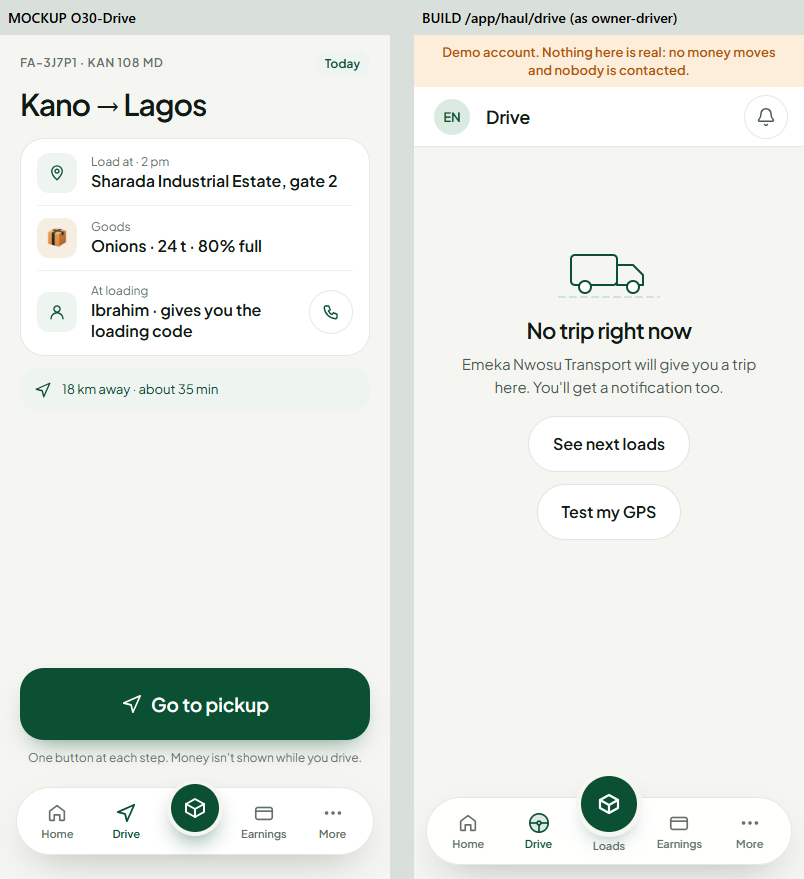 MOCKUP O30-Drive
FA-3J7P1 · KAN 108 MD
Today
Kano → Lagos
Load at · 2 pm
Sharada Industrial Estate, gate 2
Goods
Onions · 24 t · 80% full
At loading
Ibrahim · gives you the
loading code
18 km away · about 35 min
Go to pickup
One button at each step. Money isn't shown while you drive.
Home
Drive
Earnings
More
BUILD /app/haul/drive (as owner-driver)
Demo account. Nothing here is real: no money moves
and nobody is contacted.
EN
Drive
No trip right now
Emeka Nwosu Transport will give you a trip
here. You'll get a notification too.
See next loads
Test my GPS
Home
Drive
Loads
Earnings
More